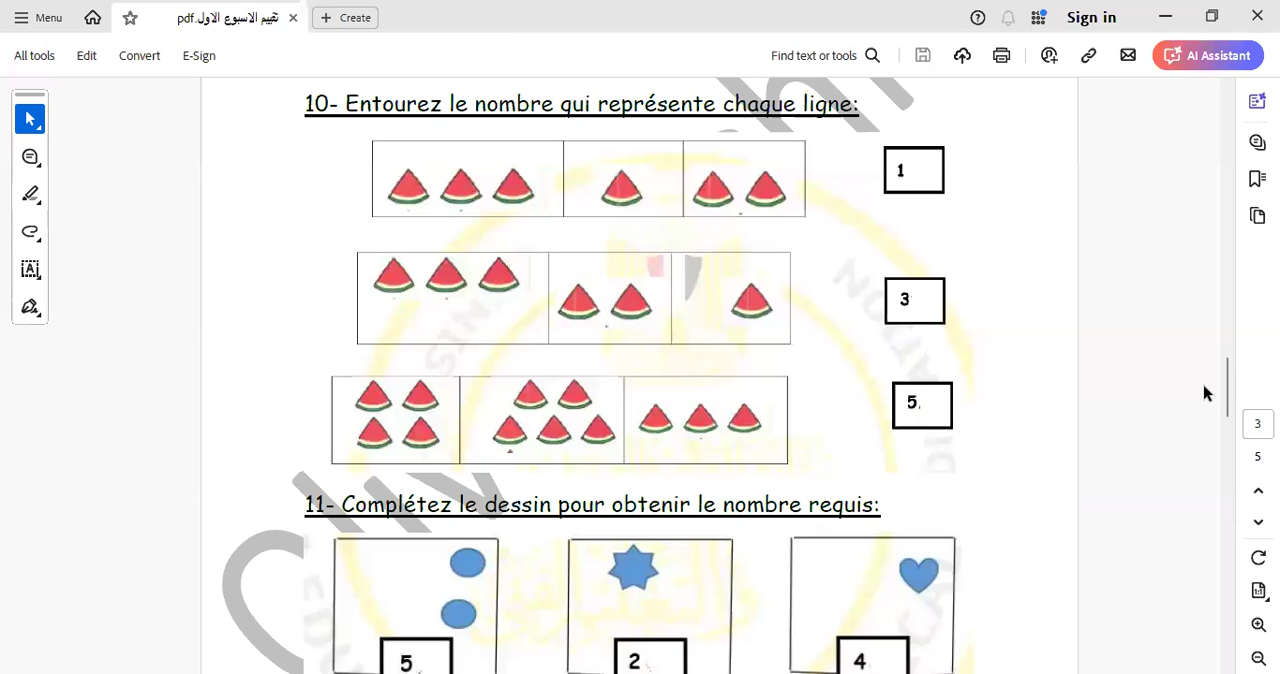 Menu
تقييم الاسبوع الاول.pdf
Create
Sign in
All tools
Edit
Convert
E-Sign
Find text or tools
AI Assistant
10- Entourez le nombre qui représente chaque ligne:
1
3
5
11- Complétez le dessin pour obtenir le nombre requis:
5
2
4
3
5